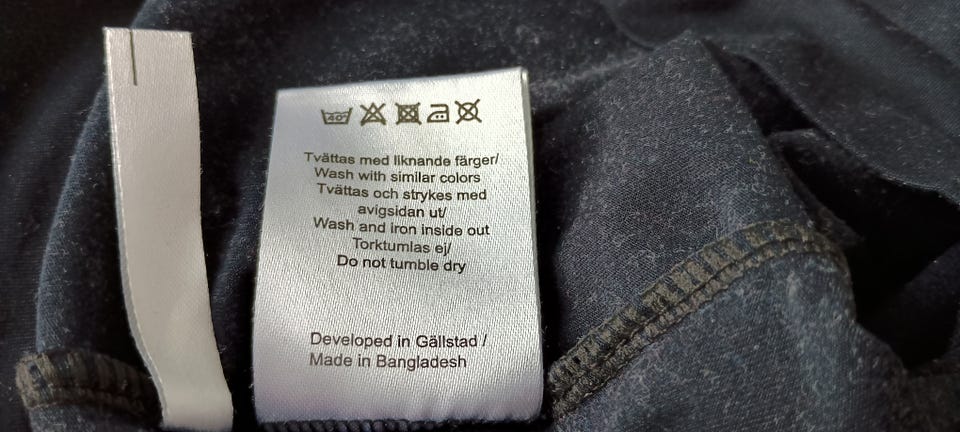 40°
Tvättas med liknande färger/
Wash with similar colors
Tvättas och strykes med
avigsidan ut/
Wash and iron inside out
Torktumlas ej/
Do not tumble dry
Developed in Gällstad /
Made in Bangladesh